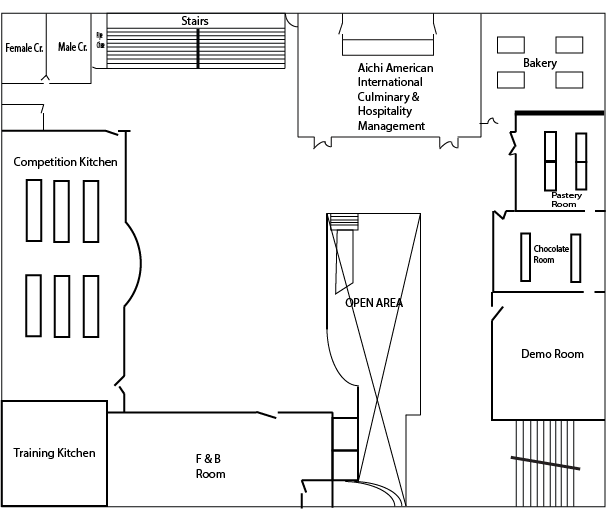 Stairs
Female Cr.
Male Cr.
Aichi American
International
Culminary &
Hospitality
Management
Bakery
Competition Kitchen
Pastery
Room
Chocolate
Room
OPEN AREA
Demo Room
Training Kitchen
F & B
Room